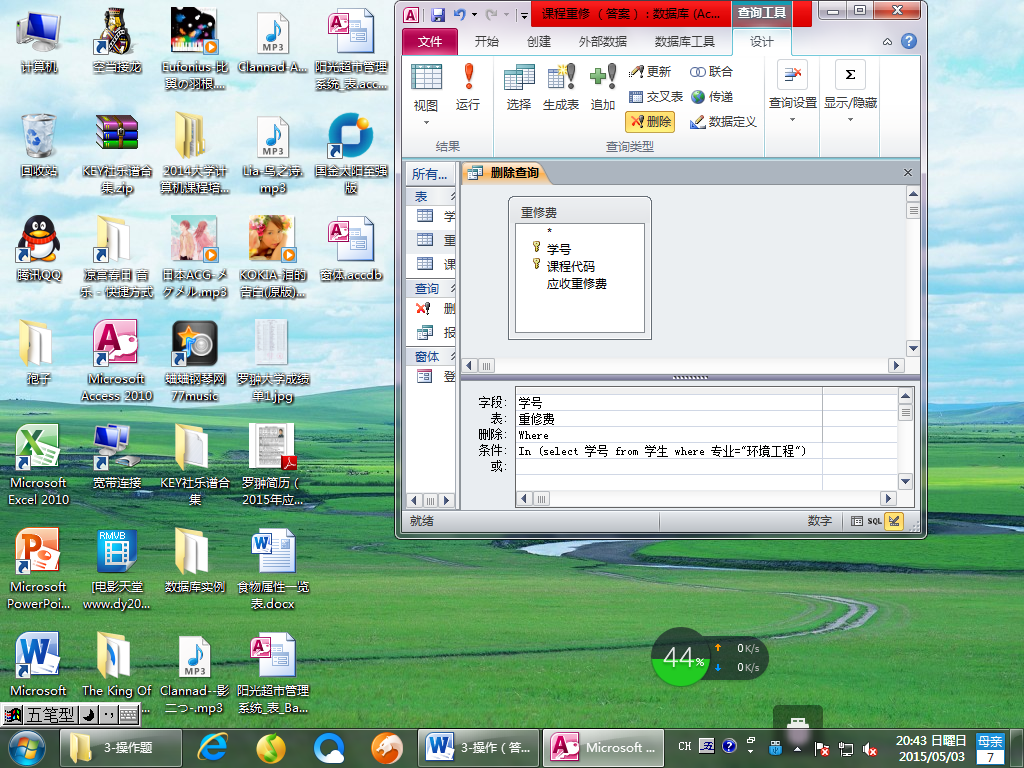 计算机
空当接龙
Eufonius-比
翼の羽根....
Clannad-A...
阳光超市管理
系统_表.acc...
回收站
KEY社乐谱合
集.zip
2014大学计
算机课程培...
Lia-鸟之诗.
mp3
国金太阳至强
版
腾讯QQ
凉宫春日 音
乐 - 快捷方式
日本ACG-メ
グメル.mp3
KOKIA-泪的
告白(原版)...
窗体.accdb
孢子
Microsoft
Access 2010
蛐蛐钢琴网
77music
罗翀大学成绩
单1.jpg
Microsoft
Excel 2010
宽带连接
KEY社乐谱合
集
罗翀简历（
2015年应...
Microsoft
PowerPoi...
RMVB
[电影天堂
www.dy20...
数据库实例
食物属性一览
表.docx
Microsoft
The King Of
MP3
Clannad--影
二つ-.mp3
阳光超市管理
系统_表_Ba...
五笔型
课程重修 （答案）: 数据库 (Ac...
查询工具
文件
开始
创建
外部数据
数据库工具
设计
视图
运行
结果
选择
生成表
追加
更新
交叉表
删除
联合
传递
数据定义
查询类型
查询设置
显示/隐藏
所有...
表
学
重
课
查询
删
报
窗体
登
删除查询
重修费
*
学号
课程代码
应收重修费
字段: 学号
表: 重修费
删除: Where
条件: In (select 学号 from 学生 where 专业="环境工程")
或:
就绪
数字
SQL
44%
0K/s
0K/s
3-操作题
3-操作（答...
Microsoft ...
CH
五
20:43 日曜日
2015/05/03
母亲
7